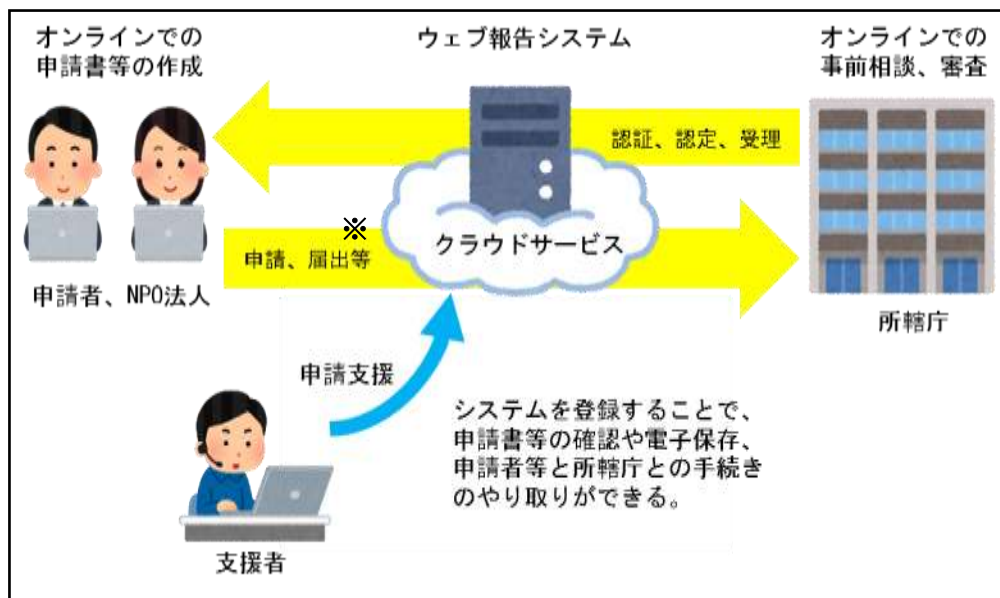 オンラインでの
申請書等の作成
ウェブ報告システム
オンラインでの
事前相談、審査
認証、認定、受理
※
申請、届出等
クラウドサービス
申請者、NPO法人
所轄庁
申請支援
システムを登録することで、
申請書等の確認や電子保存、
申請者等と所轄庁との手続き
のやり取りができる。
支援者